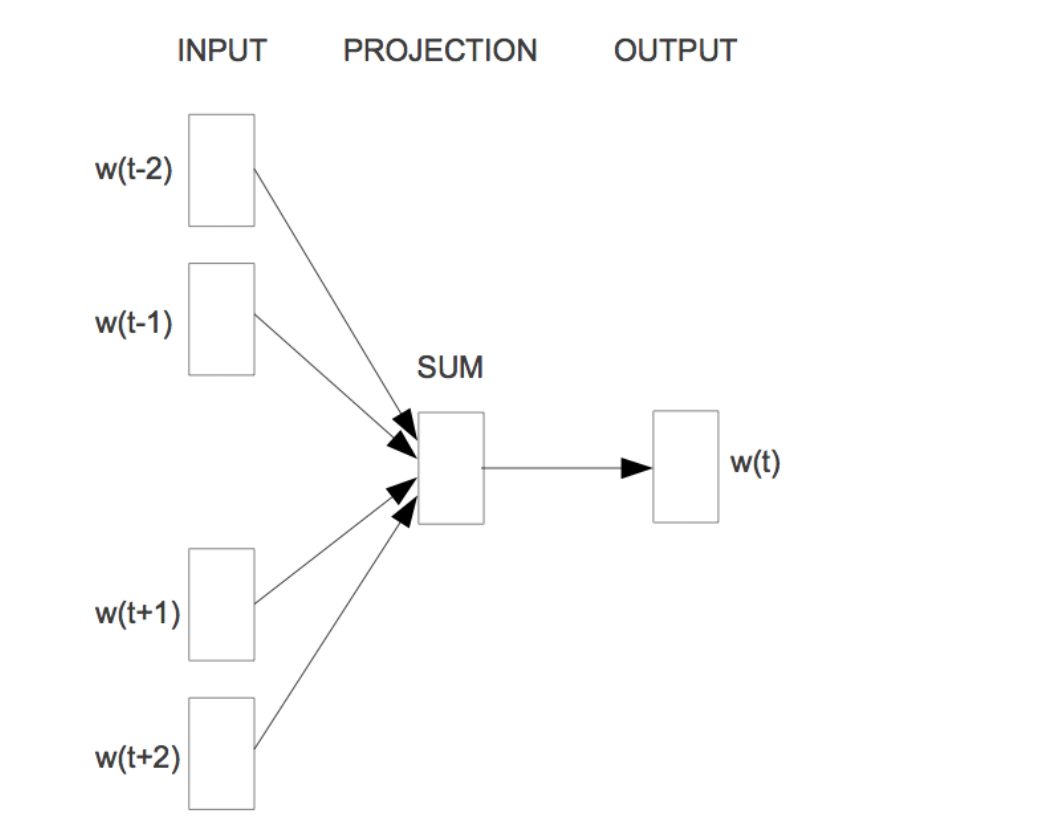 INPUT PROJECTION OUTPUT
w(t-2)
w(t-1)
SUM
w(t)
w(t+1)
w(t+2)